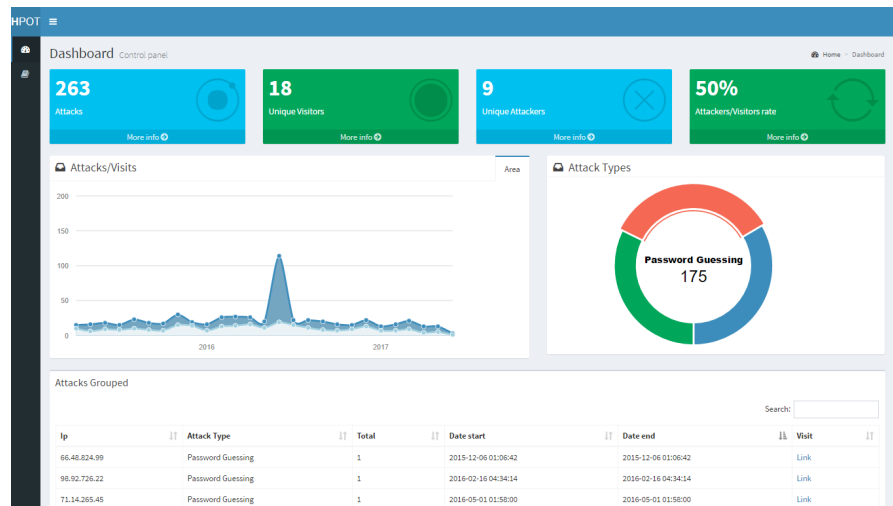 HPOT
Dashboard Control panel
Home > Dashboard
263
Attacks
More info
18
Unique Visitors
More info
9
Unique Attackers
More info
50%
Attackers/Visitors rate
More info
Attacks/Visits
Area
200
150
100
50
0
2016 2017
Attack Types
Password Guessing
175
Attacks Grouped
Search:
Ip Attack Type Total Date start Date end Visit
66.48.824.99 Password Guessing 1 2015-12-06 01:06:42 2015-12-06 01:06:42 Link
98.92.726.22 Password Guessing 1 2016-02-16 04:34:14 2016-02-16 04:34:14 Link
71.14.265.45 Password Guessing 1 2016-05-01 01:58:00 2016-05-01 01:58:00 Link